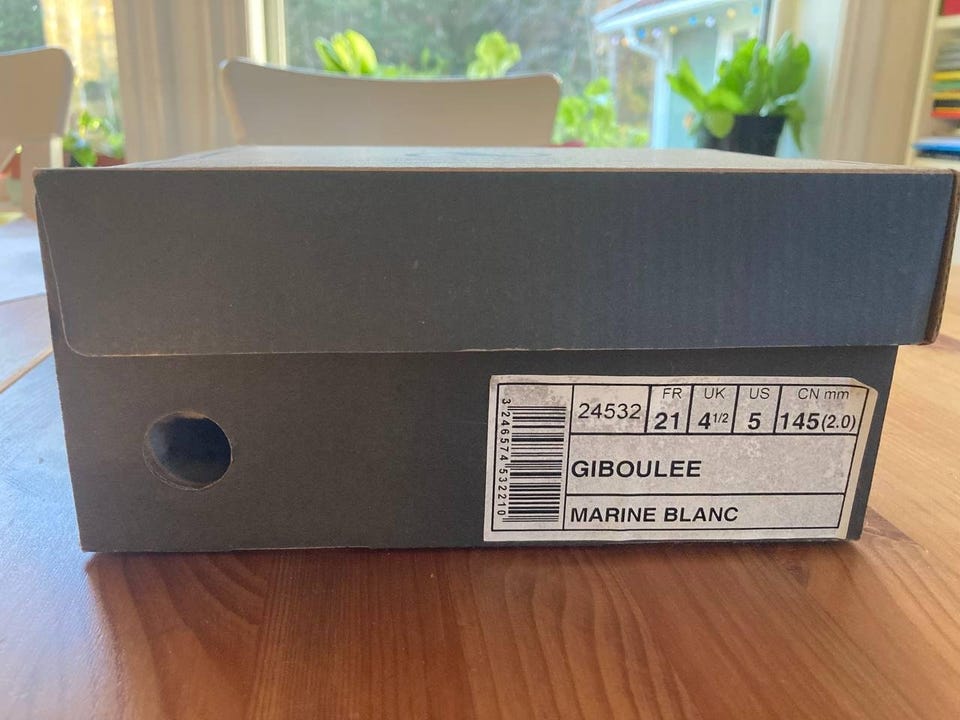 3 246574 532210
24532
FR UK US CN mm
21 4 1/2 5 145(2.0)
GIBOULEE
MARINE BLANC